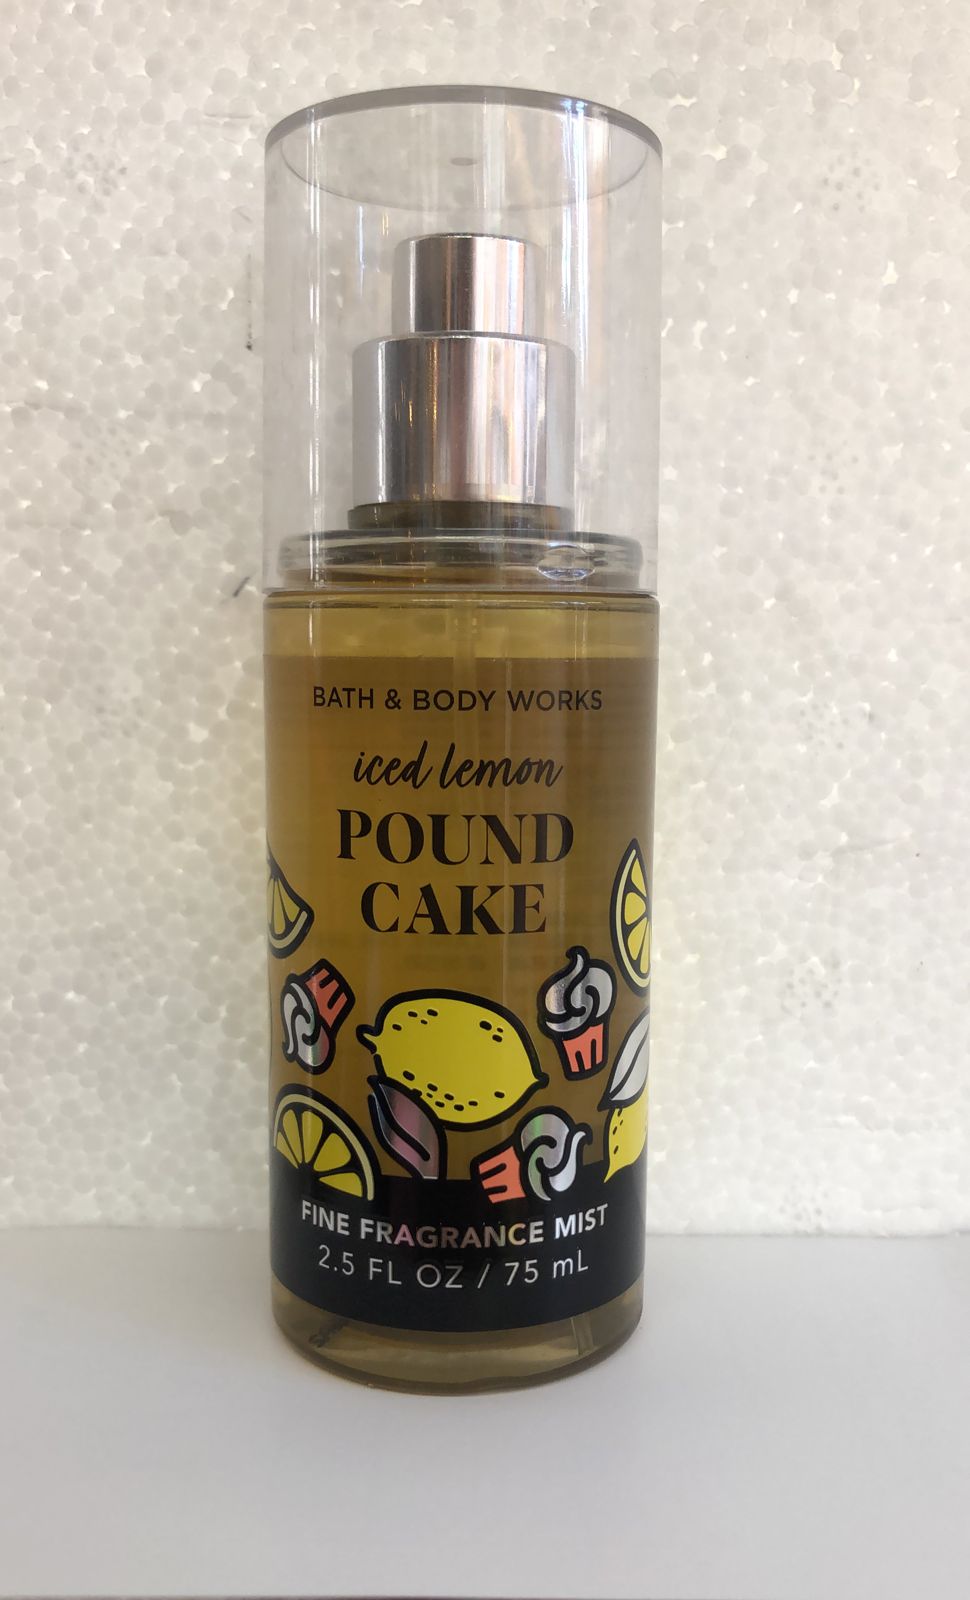 BATH & BODY WORKS
iced lemon
POUND
CAKE
FINE FRAGRANCE MIST
2.5 FL OZ / 75 mL